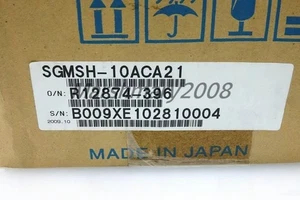 SGMSH-10ACA21
O/N: R12874-396
S/N: B009XE102810004
2009.10
MADE IN JAPAN